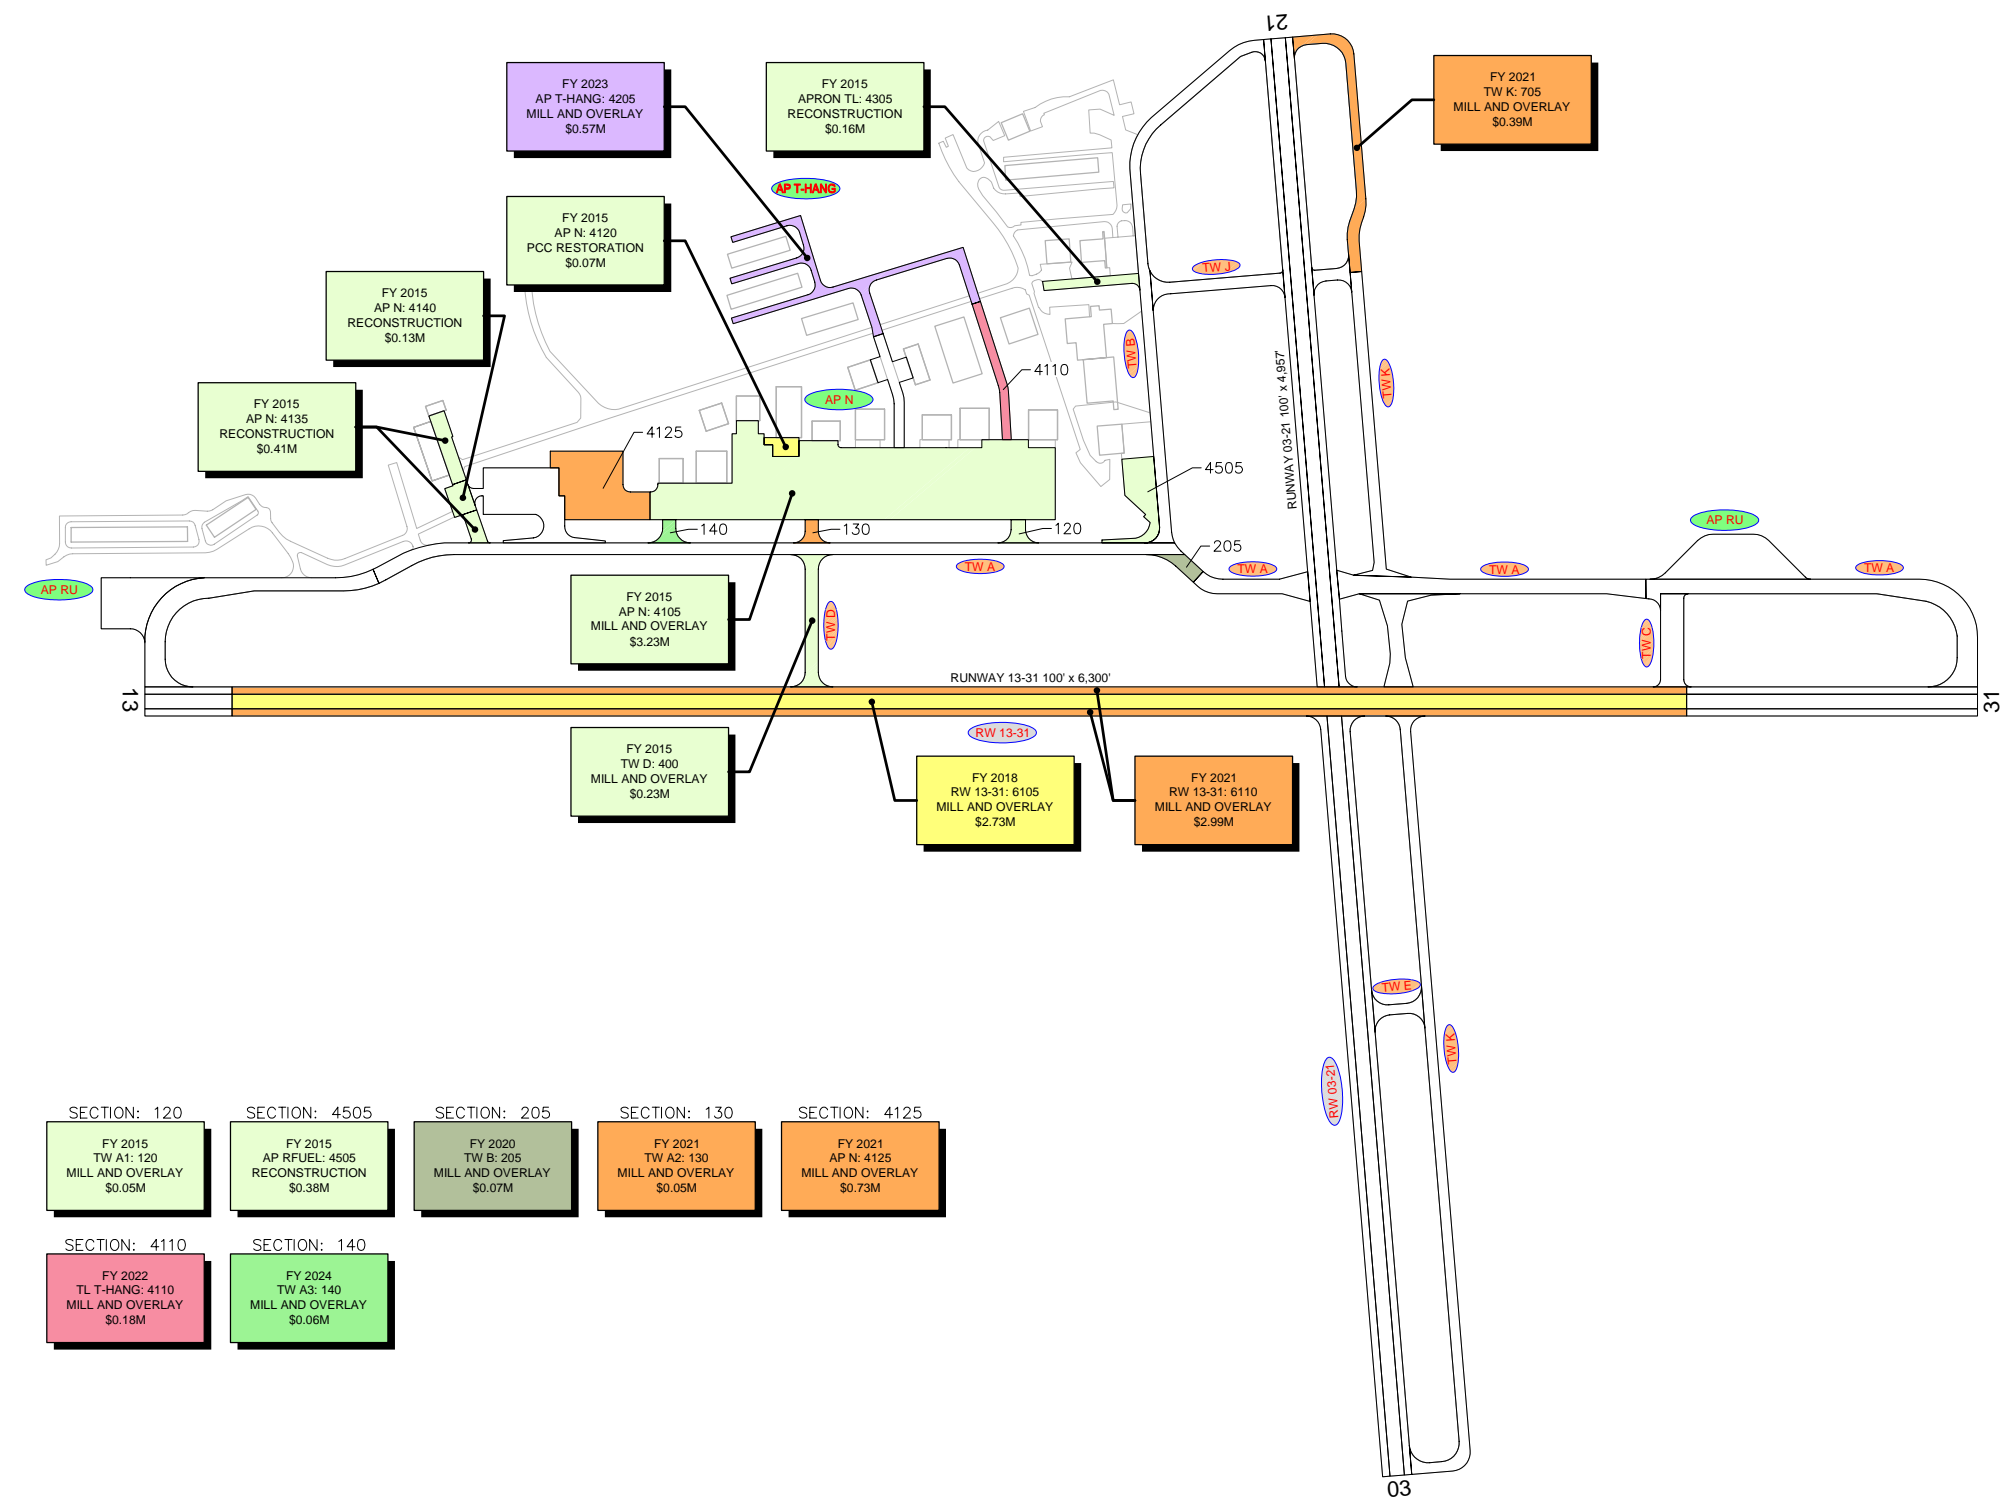 21
FY 2023
AP T-HANG: 4205
MILL AND OVERLAY
$0.57M
FY 2015
APRON TL: 4305
RECONSTRUCTION
$0.16M
FY 2021
TW K: 705
MILL AND OVERLAY
$0.39M
AP T-HANG
FY 2015
AP N: 4120
PCC RESTORATION
$0.07M
TW J
FY 2015
AP N: 4140
RECONSTRUCTION
$0.13M
TW B
TW K
RUNWAY 03-21 100' x 4,957'
4110
AP N
FY 2015
AP N: 4135
RECONSTRUCTION
$0.41M
4125
4505
140
130
120
205
AP RU
AP RU
TW A
TW A
TW A
TW A
FY 2015
AP N: 4105
MILL AND OVERLAY
$3.23M
TW D
TW C
RUNWAY 13-31 100' x 6,300'
13
31
RW 13-31
FY 2015
TW D: 400
MILL AND OVERLAY
$0.23M
FY 2018
RW 13-31: 6105
MILL AND OVERLAY
$2.73M
FY 2021
RW 13-31: 6110
MILL AND OVERLAY
$2.99M
TW E
TW K
RW 03-21
SECTION: 120
FY 2015
TW A1: 120
MILL AND OVERLAY
$0.05M
SECTION: 4505
FY 2015
AP RFUEL: 4505
RECONSTRUCTION
$0.38M
SECTION: 205
FY 2020
TW B: 205
MILL AND OVERLAY
$0.07M
SECTION: 130
FY 2021
TW A2: 130
MILL AND OVERLAY
$0.05M
SECTION: 4125
FY 2021
AP N: 4125
MILL AND OVERLAY
$0.73M
SECTION: 4110
FY 2022
TL T-HANG: 4110
MILL AND OVERLAY
$0.18M
SECTION: 140
FY 2024
TW A3: 140
MILL AND OVERLAY
$0.06M
03